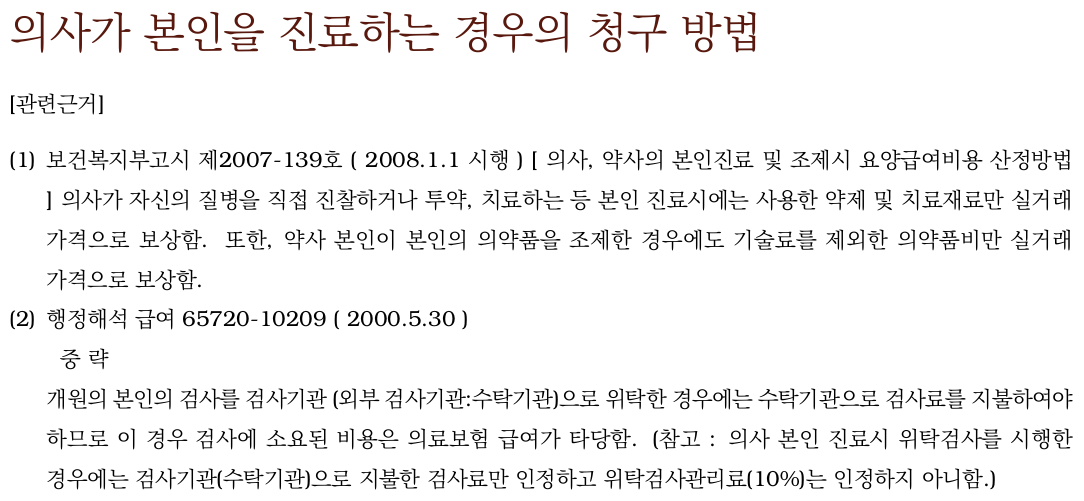 의사가 본인을 진료하는 경우의 청구 방법
[관련근거]
(1) 보건복지부고시 제2007-139호 ( 2008.1.1 시행 ) [ 의사, 약사의 본인진료 및 조제시 요양급여비용 산정방법
] 의사가 자신의 질병을 직접 진찰하거나 투약, 치료하는 등 본인 진료시에는 사용한 약제 및 치료재료만 실거래
가격으로 보상함. 또한, 약사 본인이 본인의 의약품을 조제한 경우에도 기술료를 제외한 의약품비만 실거래
가격으로 보상함.
(2) 행정해석 급여 65720-10209 ( 2000.5.30 )
중 략
개원의 본인의 검사를 검사기관 (외부 검사기관:수탁기관)으로 위탁한 경우에는 수탁기관으로 검사료를 지불하여야
하므로 이 경우 검사에 소요된 비용은 의료보험 급여가 타당함. (참고 : 의사 본인 진료시 위탁검사를 시행한
경우에는 검사기관(수탁기관)으로 지불한 검사료만 인정하고 위탁검사관리료(10%)는 인정하지 아니함.)